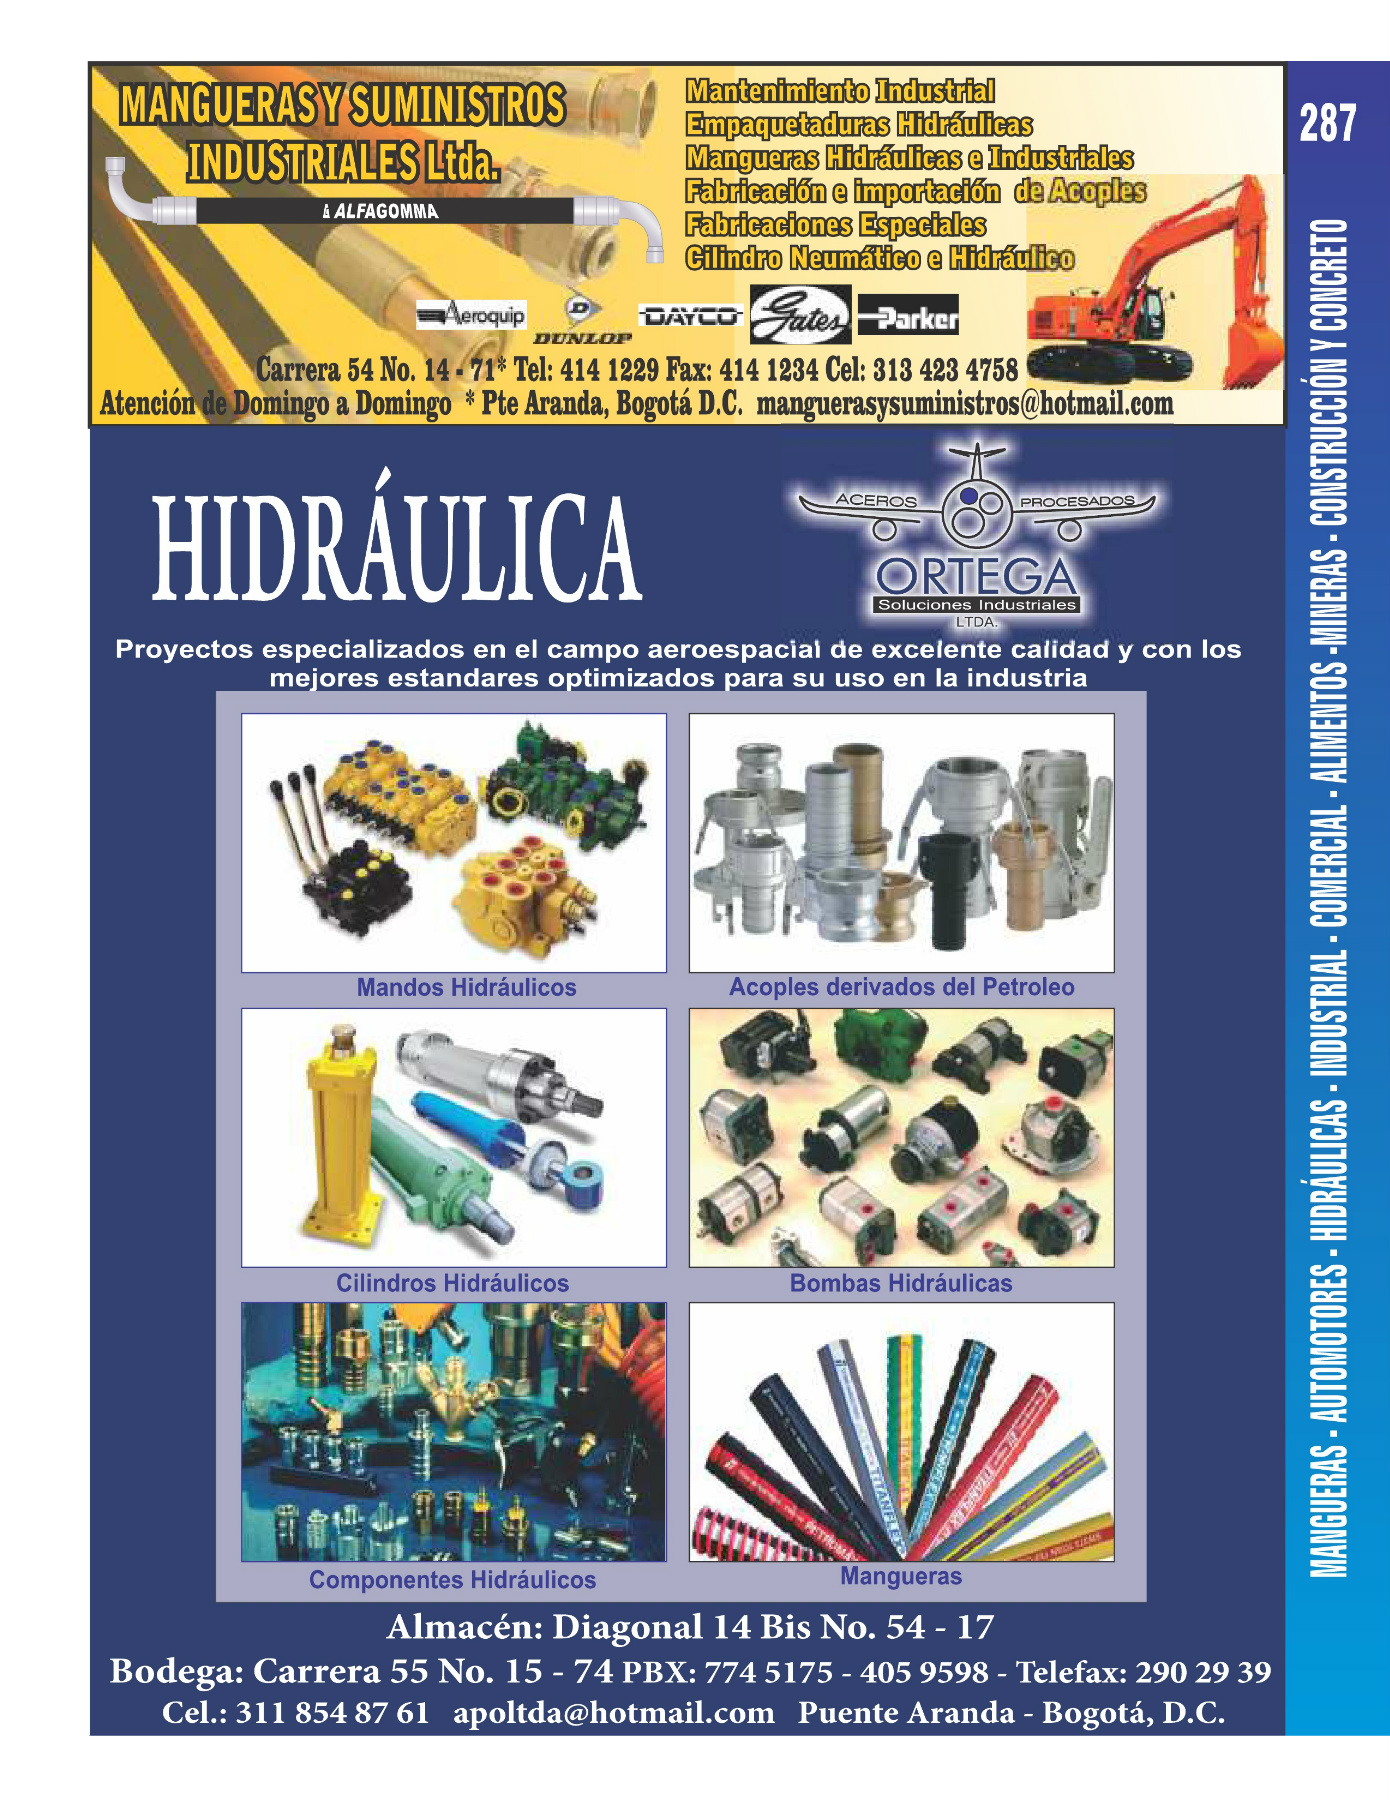 MANGUERAS Y SUMINISTROS
INDUSTRIALES Ltda.
ALFAGOMMA
Mantenimiento Industrial
Empaquetaduras Hidráulicas
Mangueras Hidráulicas e Industriales
Fabricación e importación de Acoples
Fabricaciones Especiales
Cilindro Neumático e Hidráulico
Aeroquip
DUNLOP
DAYCO
Gates
Parker
Carrera 54 No. 14 - 71* Tel: 414 1229 Fax: 414 1234 Cel: 313 423 4758
Atención de Domingo a Domingo * Pte Aranda, Bogotá D.C. manguerasysuministros@hotmail.com
287
MANGUERAS - AUTOMOTORES - HIDRÁULICAS - INDUSTRIAL - COMERCIAL - ALIMENTOS -MINERAS - CONSTRUCCIÓN Y CONCRETO
HIDRÁULICA
ACEROS PROCESADOS
ORTEGA
Soluciones Industriales
LTDA.
Proyectos especializados en el campo aeroespacial de excelente calidad y con los
mejores estandares optimizados para su uso en la industria
Mandos Hidráulicos
Acoples derivados del Petroleo
Cilindros Hidráulicos
Bombas Hidráulicas
TITANFLEX
Componentes Hidráulicos
Mangueras
Almacén: Diagonal 14 Bis No. 54 - 17
Bodega: Carrera 55 No. 15 - 74 PBX: 774 5175 - 405 9598 - Telefax: 290 29 39
Cel.: 311 854 87 61 apoltda@hotmail.com Puente Aranda - Bogotá, D.C.